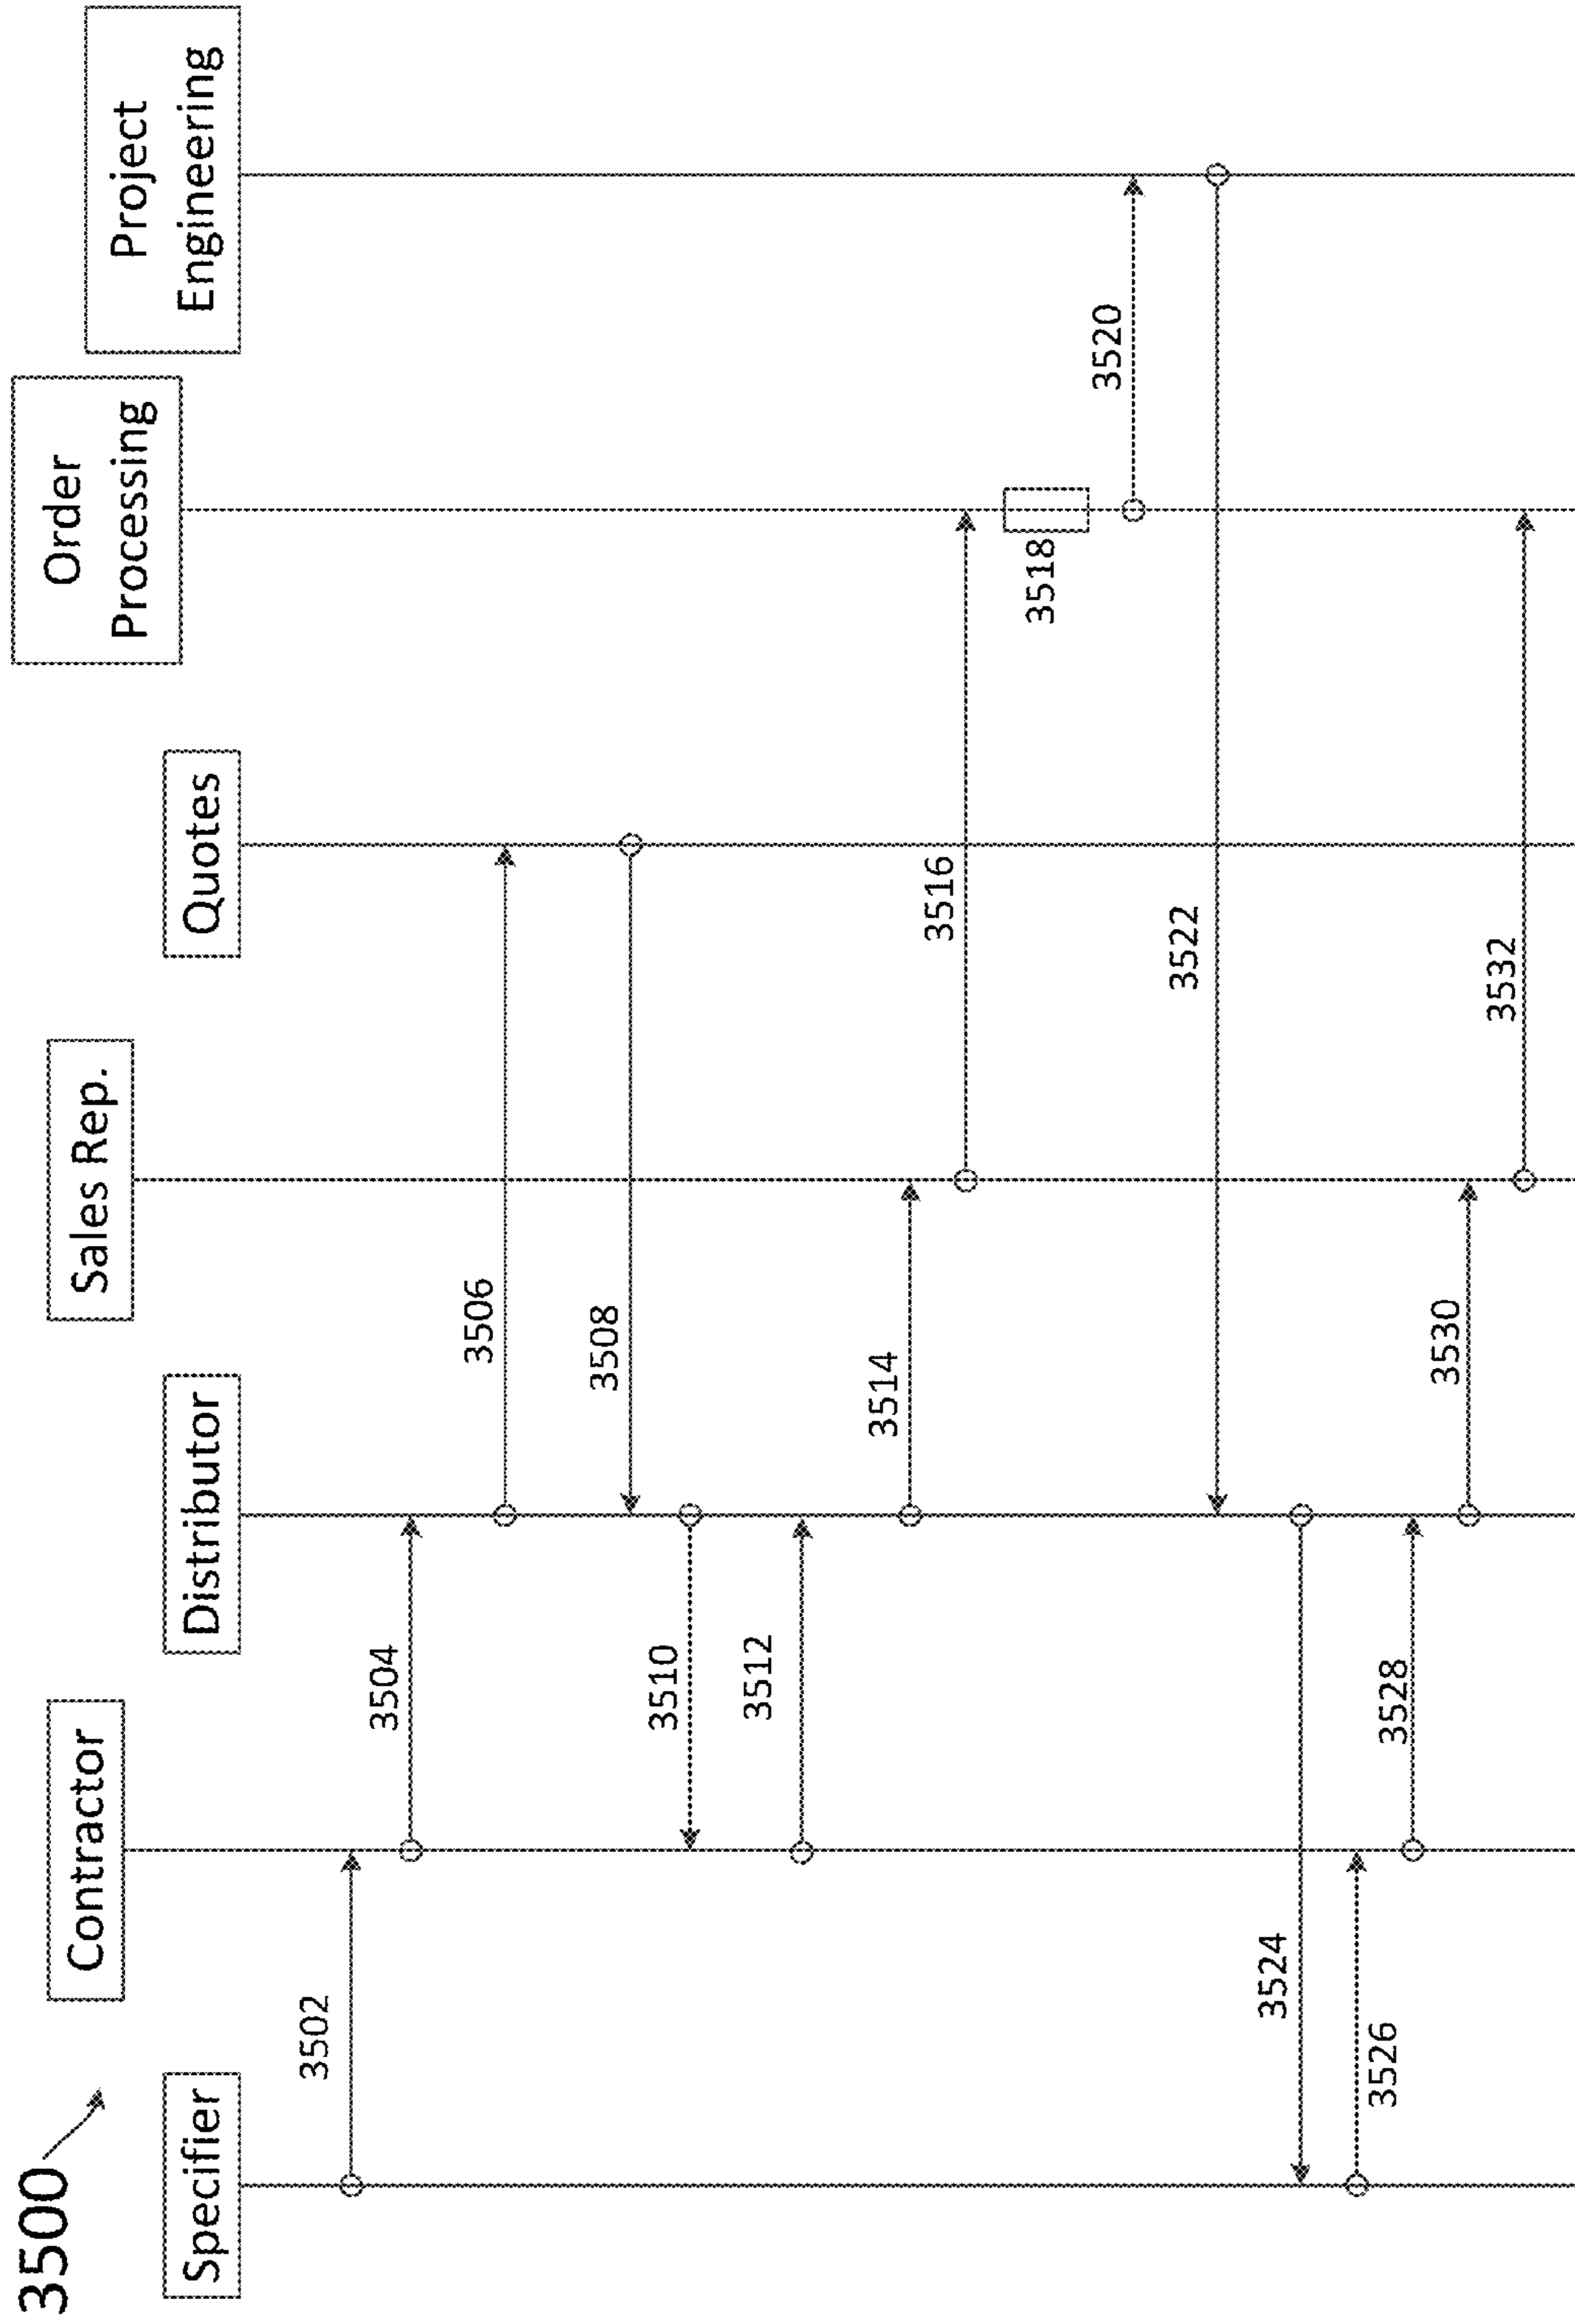 3500
Specifier
Contractor
Distributor
Sales Rep.
Quotes
Order
Processing
Project
Engineering
3502
3504
3506
3508
3510
3512
3514
3516
3518
3520
3522
3524
3526
3528
3530
3532